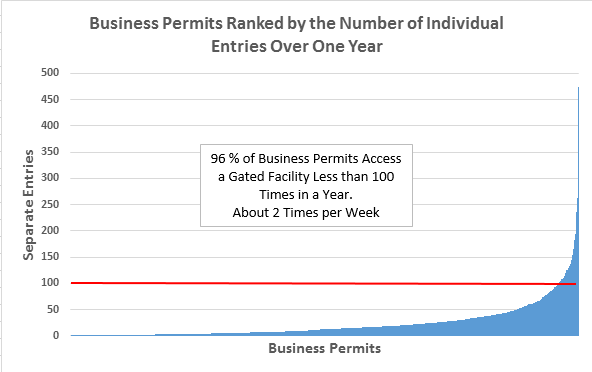 Business Permits Ranked by the Number of Individual
Entries Over One Year
500
450
400
350
300
250
200
150
100
50
0
Separate Entries
96 % of Business Permits Access
a Gated Facility Less than 100
Times in a Year.
About 2 Times per Week
Business Permits